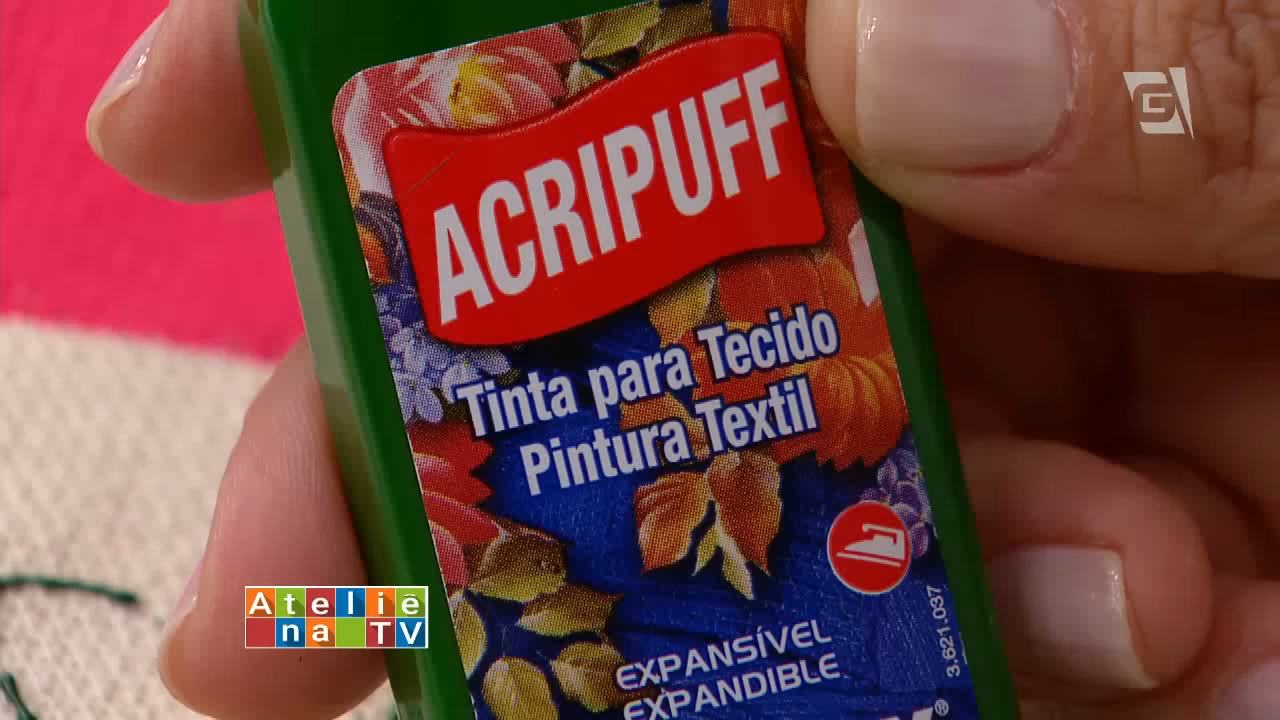 ACRIPUFF
Tinta para Tecido
Pintura Textil
EXPANSÍVEL
EXPANDIBLE
3.621.037
Ateliê
na TV
G